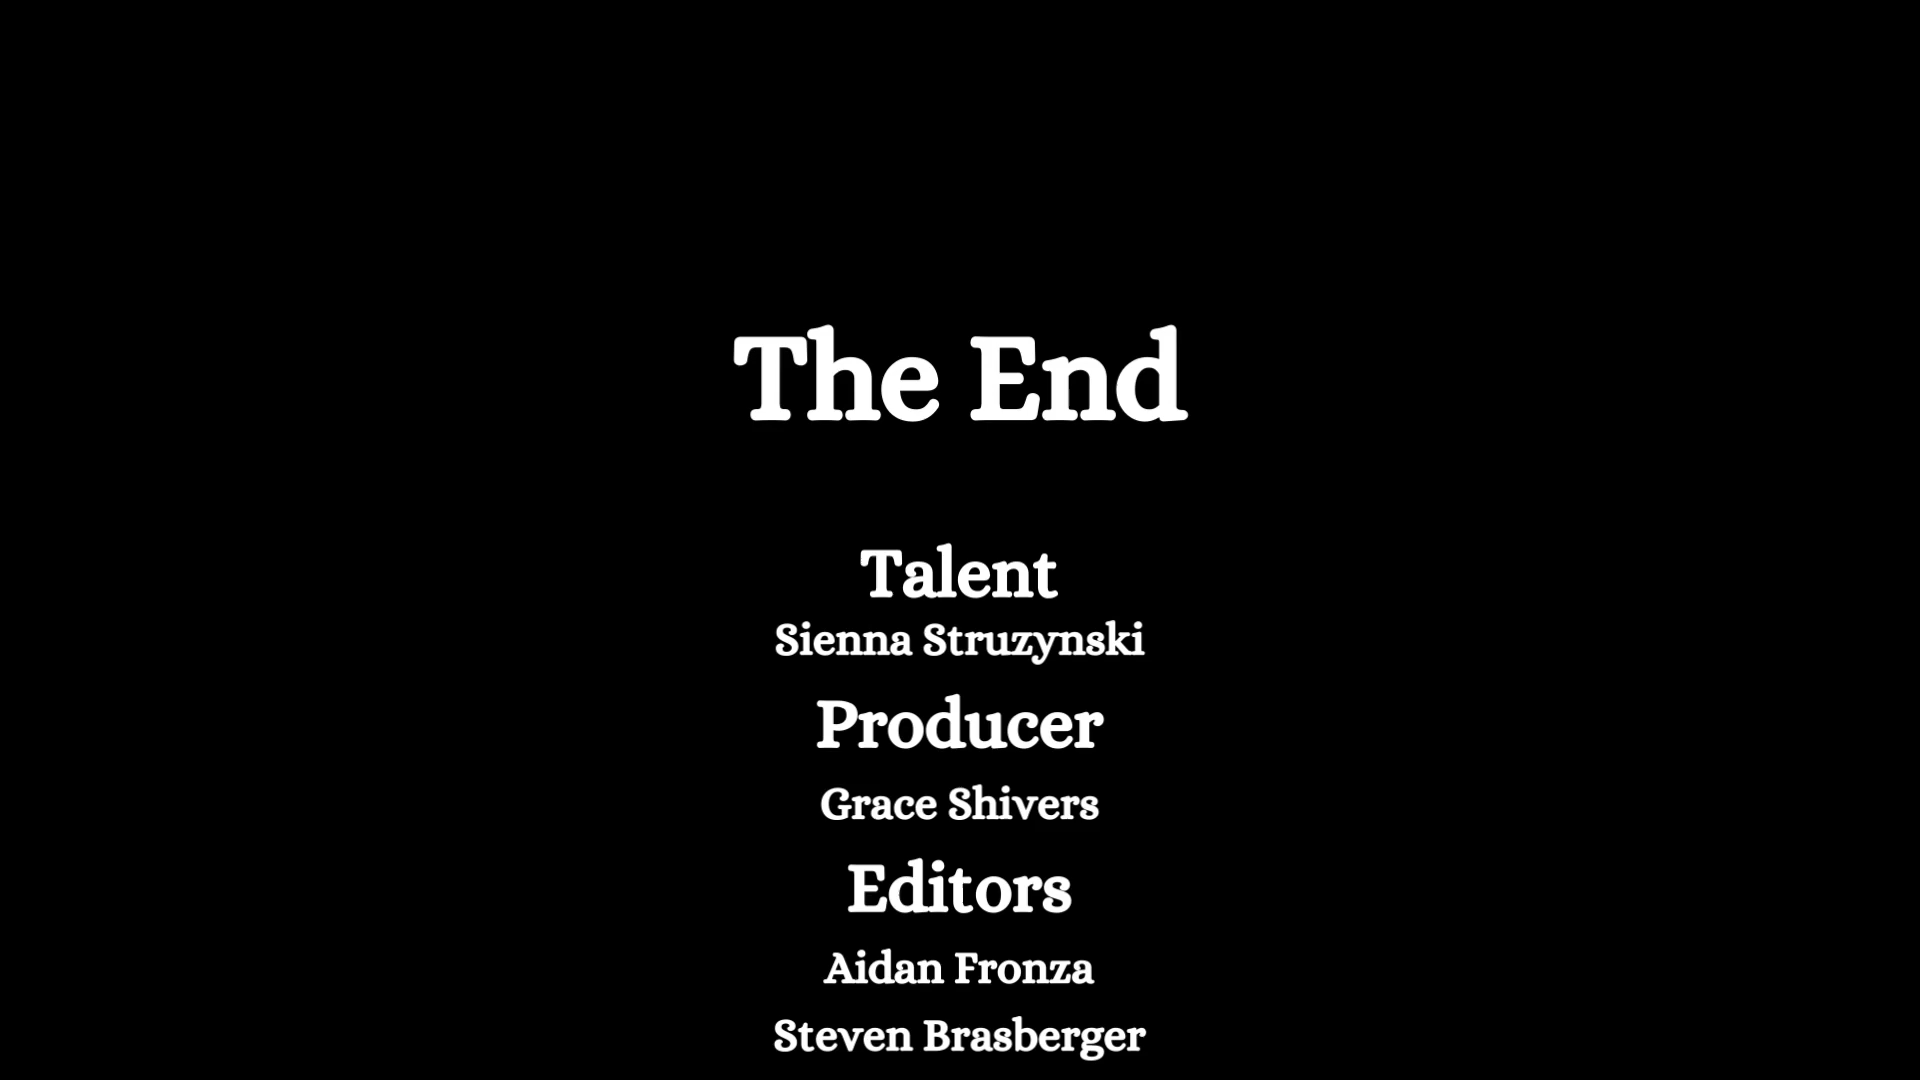 The End
Talent
Sienna Struzynski
Producer
Grace Shivers
Editors
Aidan Fronza
Steven Brasberger